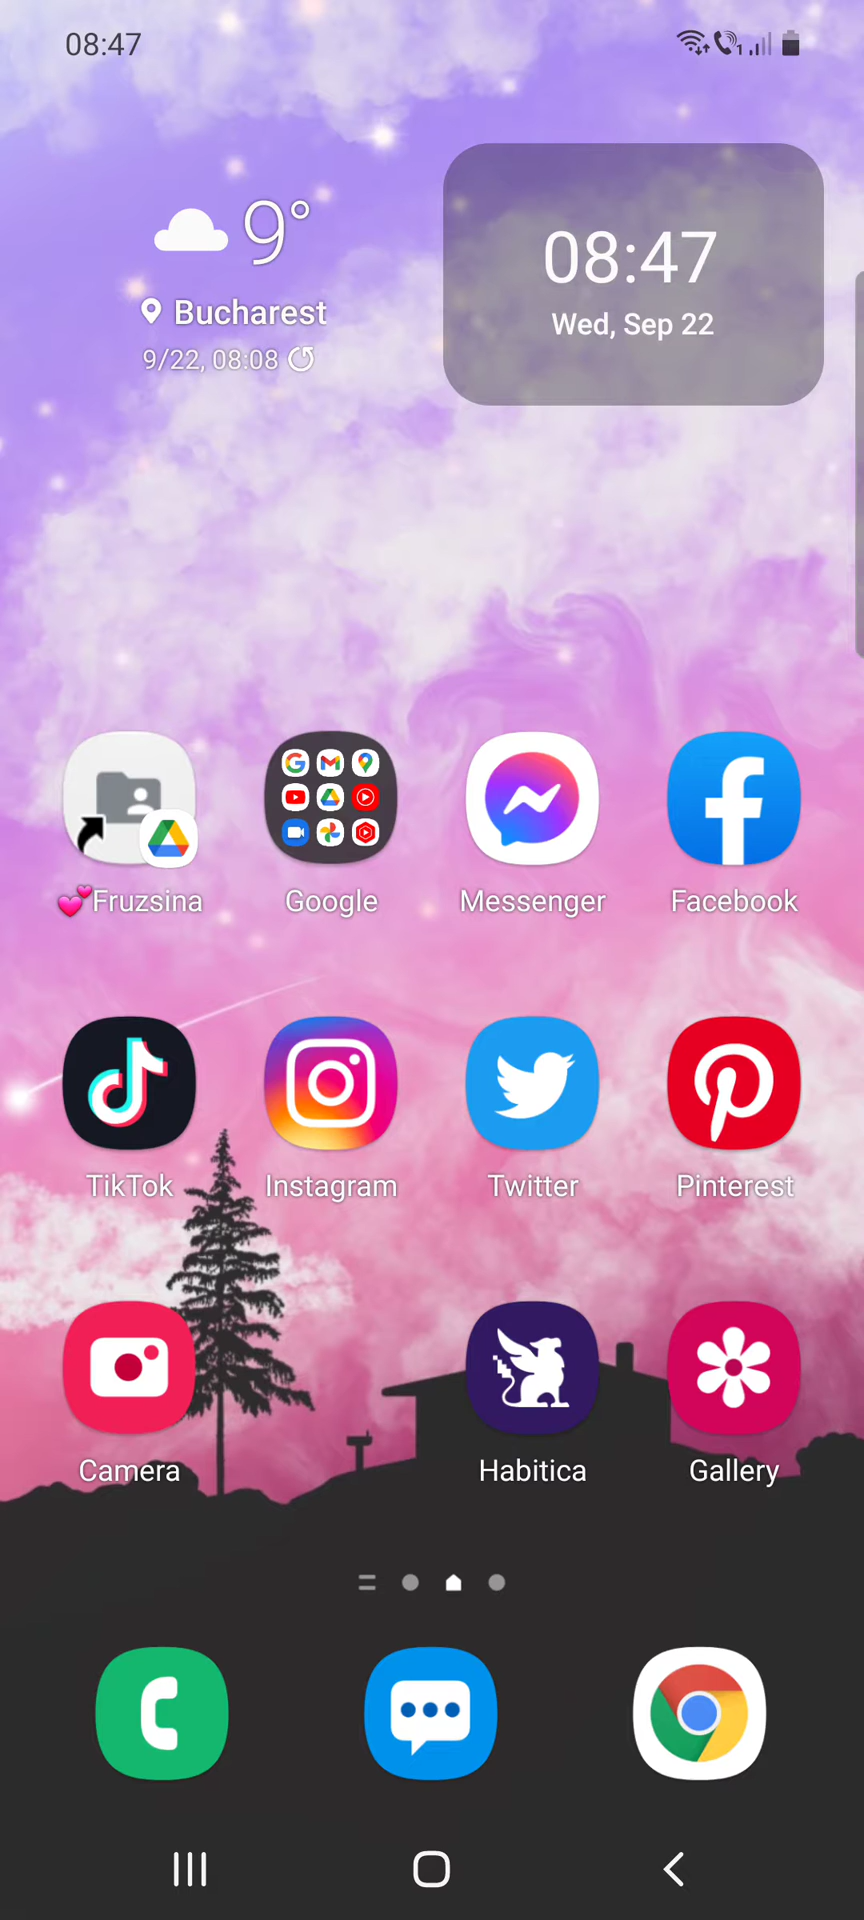 08:47
9°
Bucharest
9/22, 08:08
08:47
Wed, Sep 22
💕Fruzsina
Google
Messenger
Facebook
TikTok
Instagram
Twitter
Pinterest
Camera
Habitica
Gallery